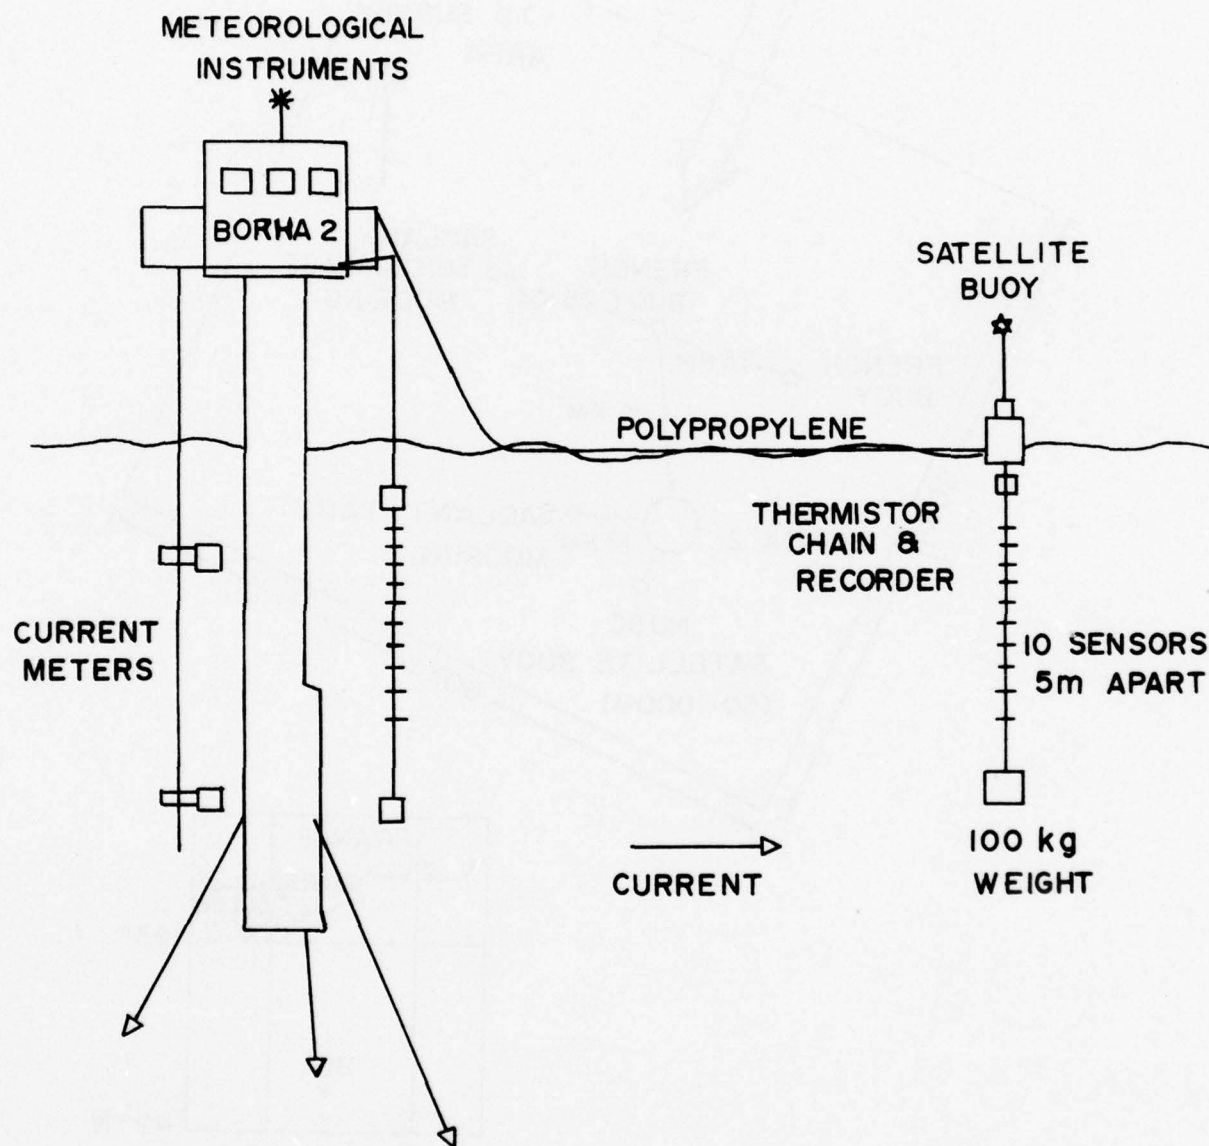 METEOROLOGICAL
INSTRUMENTS
BORHA 2
SATELLITE
BUOY
POLYPROPYLENE
THERMISTOR
CHAIN &
RECORDER
CURRENT
METERS
10 SENSORS
5m APART
CURRENT
100 kg
WEIGHT